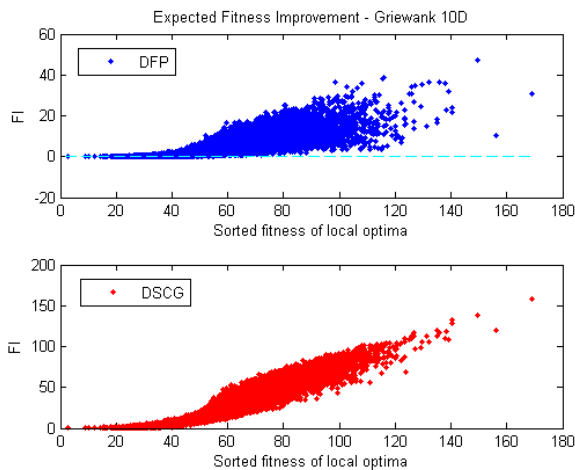 Expected Fitness Improvement - Griewank 10D
60
40
20
0
-20
FI
DFP
0 20 40 60 80 100 120 140 160 180
Sorted fitness of local optima
200
150
100
50
0
FI
DSCG
0 20 40 60 80 100 120 140 160 180
Sorted fitness of local optima